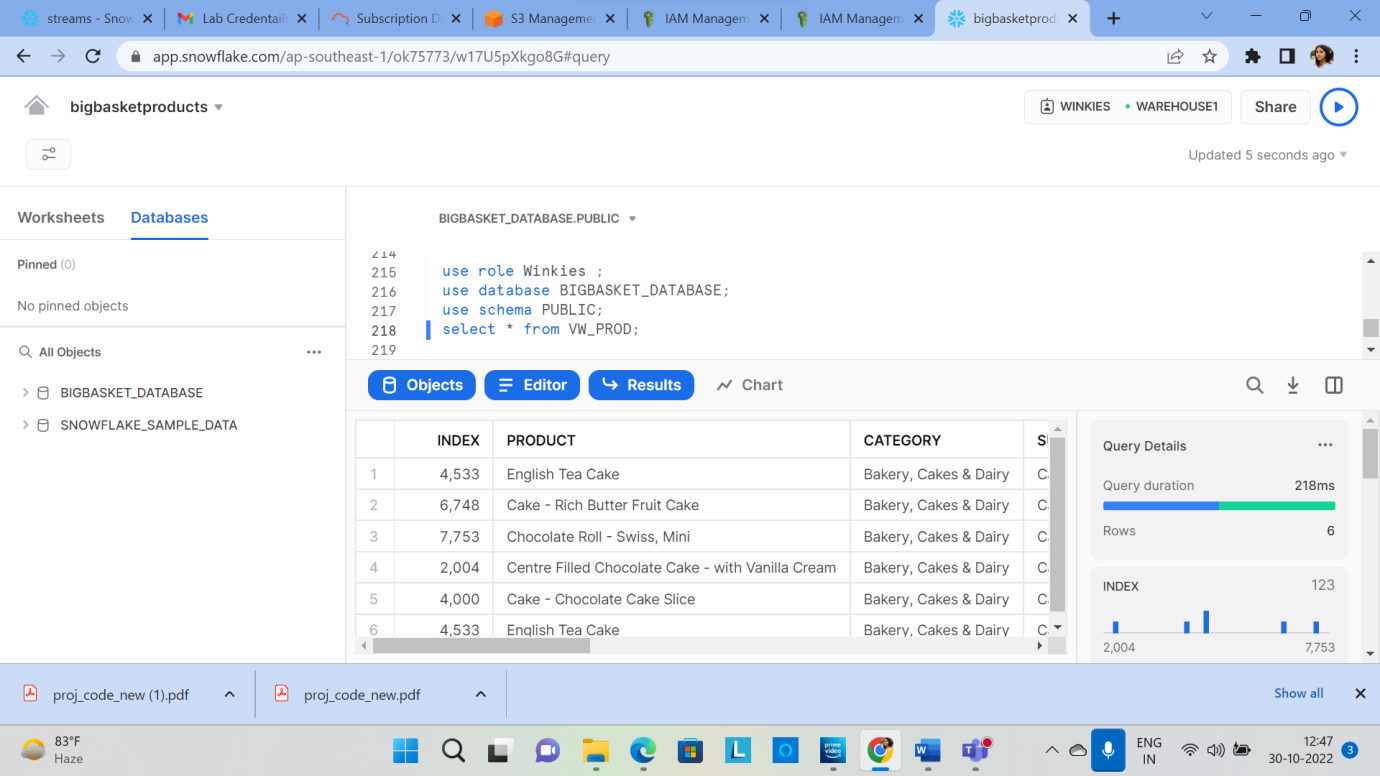 streams - Snow
Lab Credentail
Subscription D
S3 Manageme
IAM Managem
IAM Managem
bigbasketprod
app.snowflake.com/ap-southeast-1/ok75773/w17U5pXkgo8G#query
bigbasketproducts
WINKIES • WAREHOUSE1
Share
Updated 5 seconds ago
Worksheets Databases
BIGBASKET_DATABASE.PUBLIC
Pinned (0)
No pinned objects
All Objects
BIGBASKET_DATABASE
SNOWFLAKE_SAMPLE_DATA
214
215 use role Winkies ;
216 use database BIGBASKET_DATABASE;
217 use schema PUBLIC;
218 select * from VW_PROD;
219
Objects Editor Results Chart
INDEX PRODUCT CATEGORY SU
1 4,533 English Tea Cake Bakery, Cakes & Dairy C
2 6,748 Cake - Rich Butter Fruit Cake Bakery, Cakes & Dairy C
3 7,753 Chocolate Roll - Swiss, Mini Bakery, Cakes & Dairy C
4 2,004 Centre Filled Chocolate Cake - with Vanilla Cream Bakery, Cakes & Dairy C
5 4,000 Cake - Chocolate Cake Slice Bakery, Cakes & Dairy C
6 4,533 English Tea Cake Bakery, Cakes & Dairy C
Query Details
Query duration 218ms
Rows 6
INDEX 123
2,004 7,753
proj_code_new (1).pdf
proj_code_new.pdf
Show all
83°F
Haze
L
prime
video
W
T
ENG
IN
12:47
30-10-2022
3